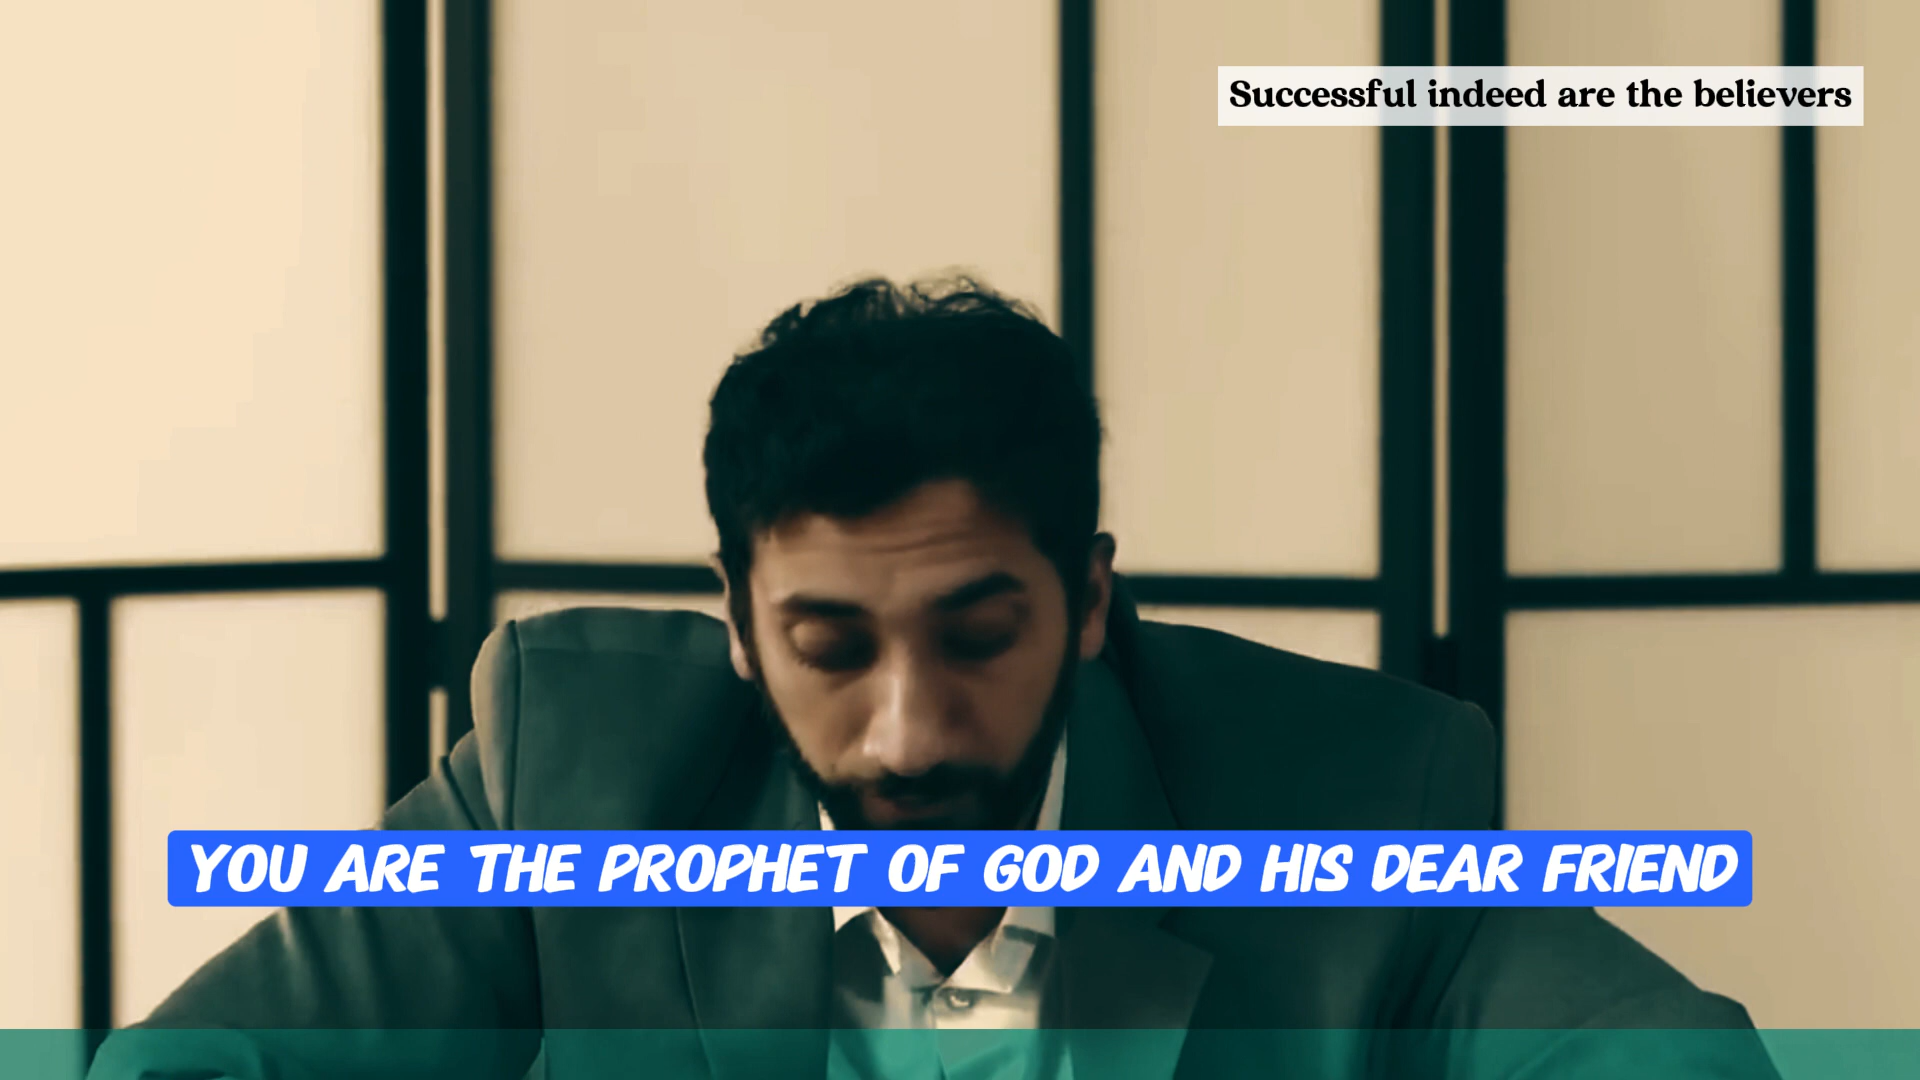 Successful indeed are the believers
YOU ARE THE PROPHET OF GOD AND HIS DEAR FRIEND